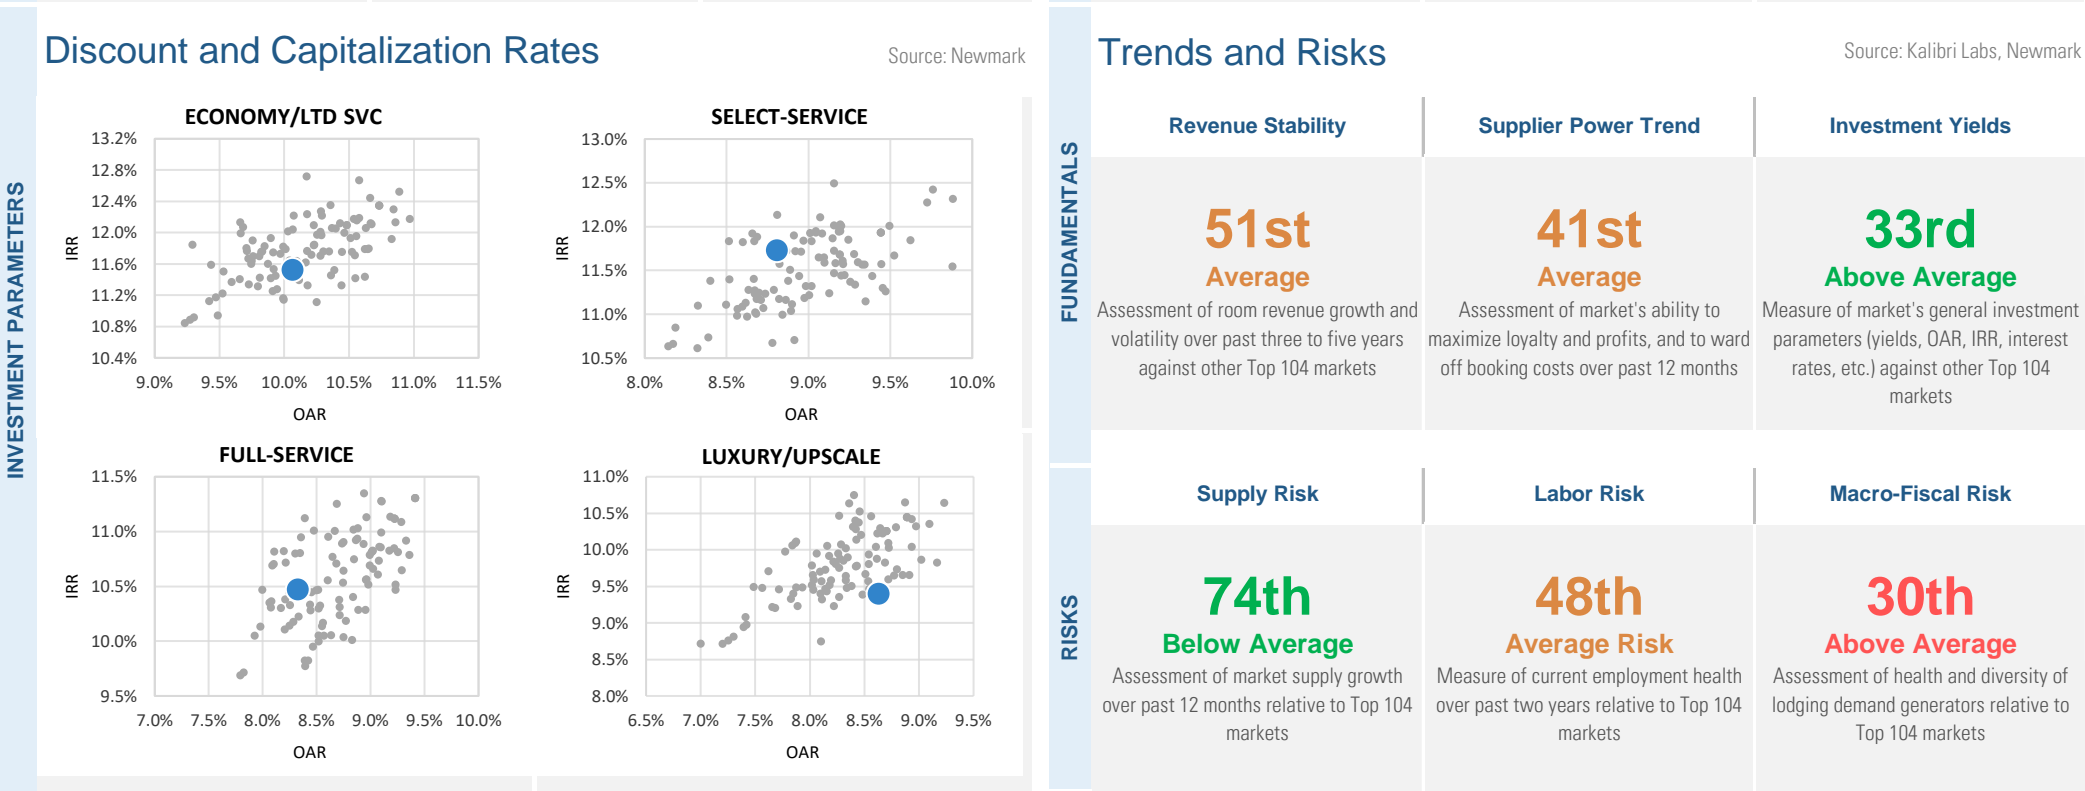 Discount and Capitalization Rates
Source: Newmark
INVESTMENT PARAMETERS
ECONOMY/LTD SVC
13.2%
12.8%
12.4%
12.0%
11.6%
11.2%
10.8%
10.4%
IRR
9.0% 9.5% 10.0% 10.5% 11.0% 11.5%
OAR
SELECT-SERVICE
13.0%
12.5%
12.0%
11.5%
11.0%
10.5%
IRR
8.0% 8.5% 9.0% 9.5% 10.0%
OAR
FULL-SERVICE
11.5%
11.0%
10.5%
10.0%
9.5%
IRR
7.0% 7.5% 8.0% 8.5% 9.0% 9.5% 10.0%
OAR
LUXURY/UPSCALE
11.0%
10.5%
10.0%
9.5%
9.0%
8.5%
8.0%
IRR
6.5% 7.0% 7.5% 8.0% 8.5% 9.0% 9.5%
OAR
Trends and Risks
Source: Kalibri Labs, Newmark
FUNDAMENTALS
Revenue Stability
51st
Average
Assessment of room revenue growth and
volatility over past three to five years
against other Top 104 markets
Supplier Power Trend
41st
Average
Assessment of market's ability to
maximize loyalty and profits, and to ward
off booking costs over past 12 months
Investment Yields
33rd
Above Average
Measure of market's general investment
parameters (yields, OAR, IRR, interest
rates, etc.) against other Top 104
markets
RISKS
Supply Risk
74th
Below Average
Assessment of market supply growth
over past 12 months relative to Top 104
markets
Labor Risk
48th
Average Risk
Measure of current employment health
over past two years relative to Top 104
markets
Macro-Fiscal Risk
30th
Above Average
Assessment of health and diversity of
lodging demand generators relative to
Top 104 markets